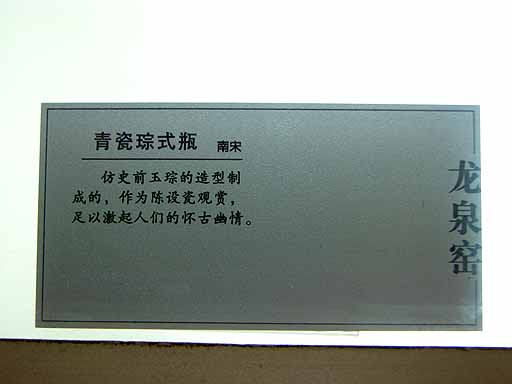 青瓷琮式瓶 南宋
仿史前玉琮的造型制
成的，作为陈设瓷观赏，
足以激起人们的怀古幽情。
龙泉窑